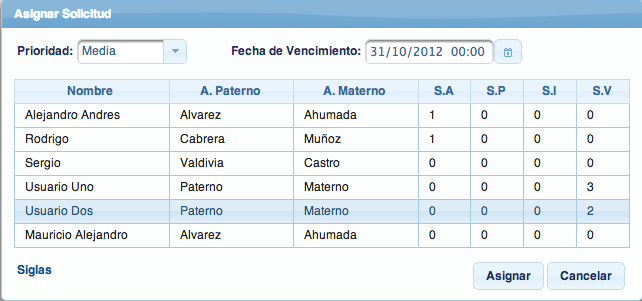 Asignar Solicitud
Prioridad: Media Fecha de Vencimiento: 31/10/2012 00:00
Nombre A. Paterno A. Materno S.A S.P S.I S.V
Alejandro Andres Alvarez Ahumada 1 0 0 0
Rodrigo Cabrera Muñoz 1 0 0 0
Sergio Valdivia Castro 0 0 0 0
Usuario Uno Paterno Materno 0 0 0 3
Usuario Dos Paterno Materno 0 0 0 2
Mauricio Alejandro Alvarez Ahumada 0 0 0 0
Siglas Asignar Cancelar